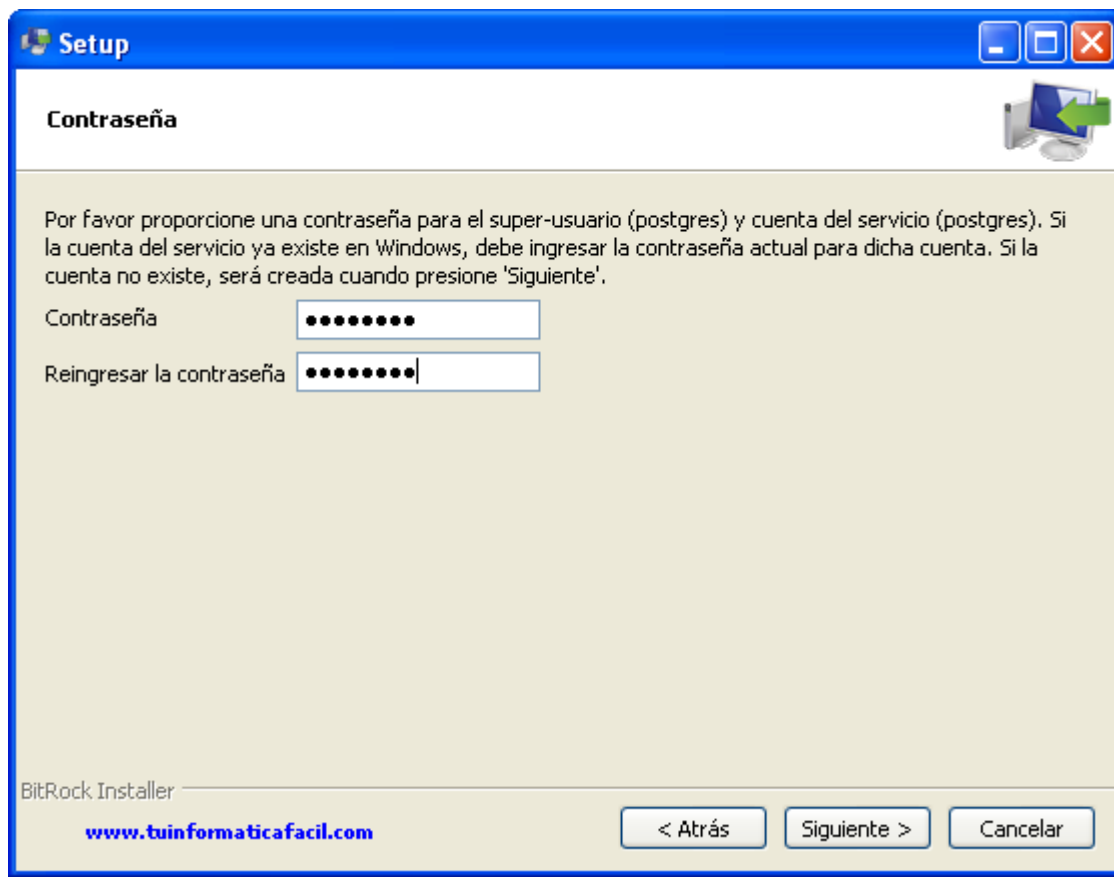 Setup
Contraseña
Por favor proporcione una contraseña para el super-usuario (postgres) y cuenta del servicio (postgres). Si
la cuenta del servicio ya existe en Windows, debe ingresar la contraseña actual para dicha cuenta. Si la
cuenta no existe, será creada cuando presione 'Siguiente'.
Contraseña ••••••••
Reingresar la contraseña ••••••••
BitRock Installer
www.tuinformaticafacil.com
< Atrás Siguiente > Cancelar